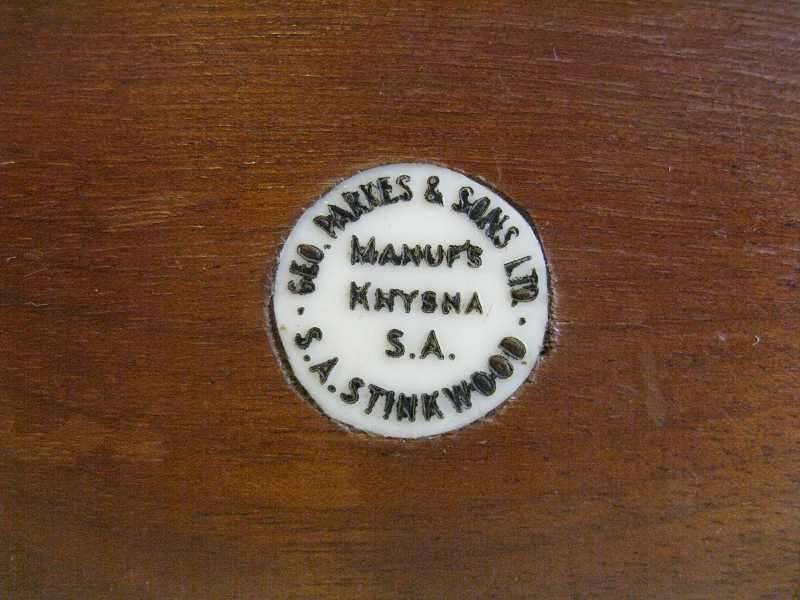 GEO. PARKES & SONS LTD.
MANUF'S
KNYSNA
S.A.
S.A. STINKWOOD